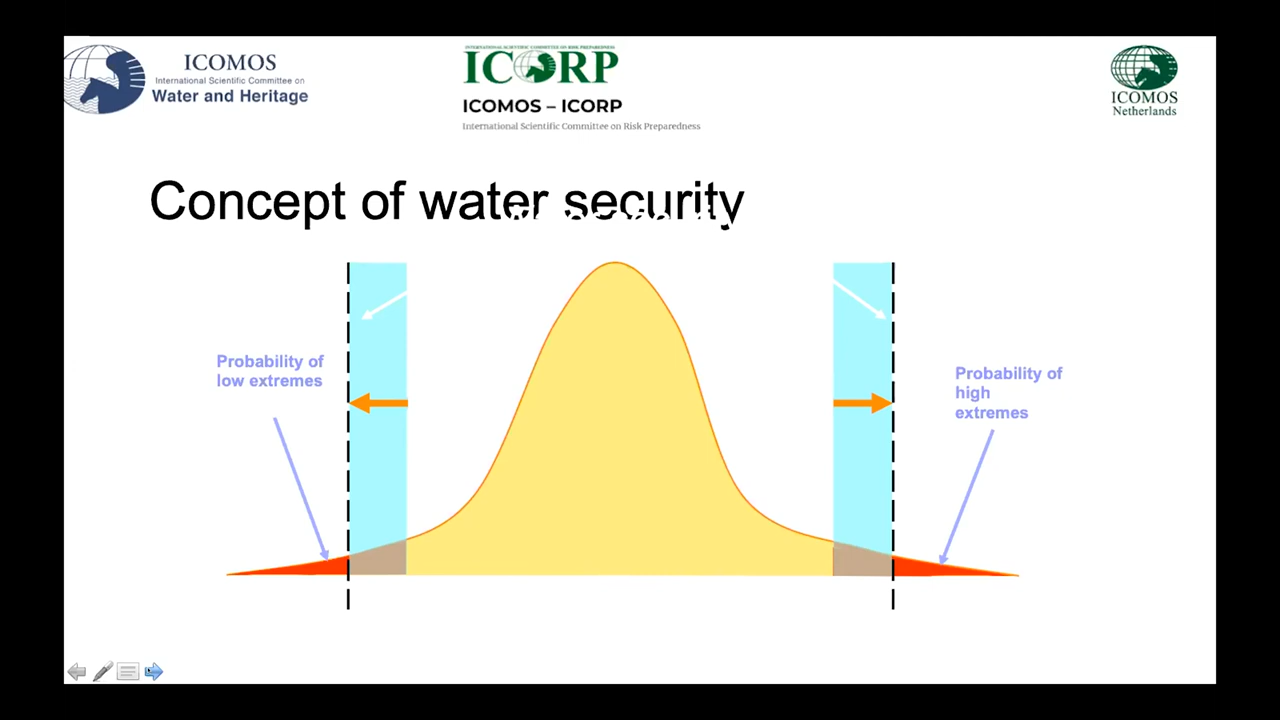 ICOMOS
International Scientific Committee on
Water and Heritage
INTERNATIONAL SCIENTIFIC COMMITTEE ON RISK PREPAREDNESS
ICORP
ICOMOS – ICORP
International Scientific Committee on Risk Preparedness
ICOMOS
Netherlands
Concept of water security
Probability of
low extremes
Probability of
high
extremes